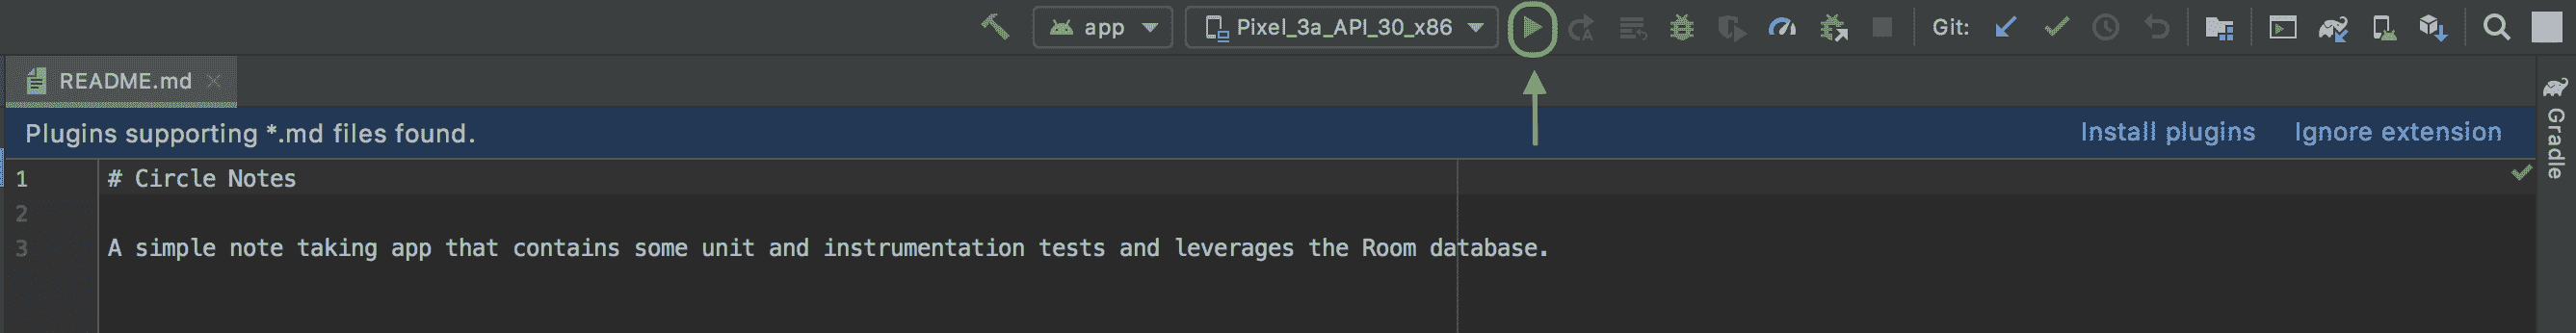 app
Pixel_3a_API_30_x86
Git:
README.md
Plugins supporting *.md files found.
Install plugins
Ignore extension
Gradle
1 # Circle Notes
2
3 A simple note taking app that contains some unit and instrumentation tests and leverages the Room database.